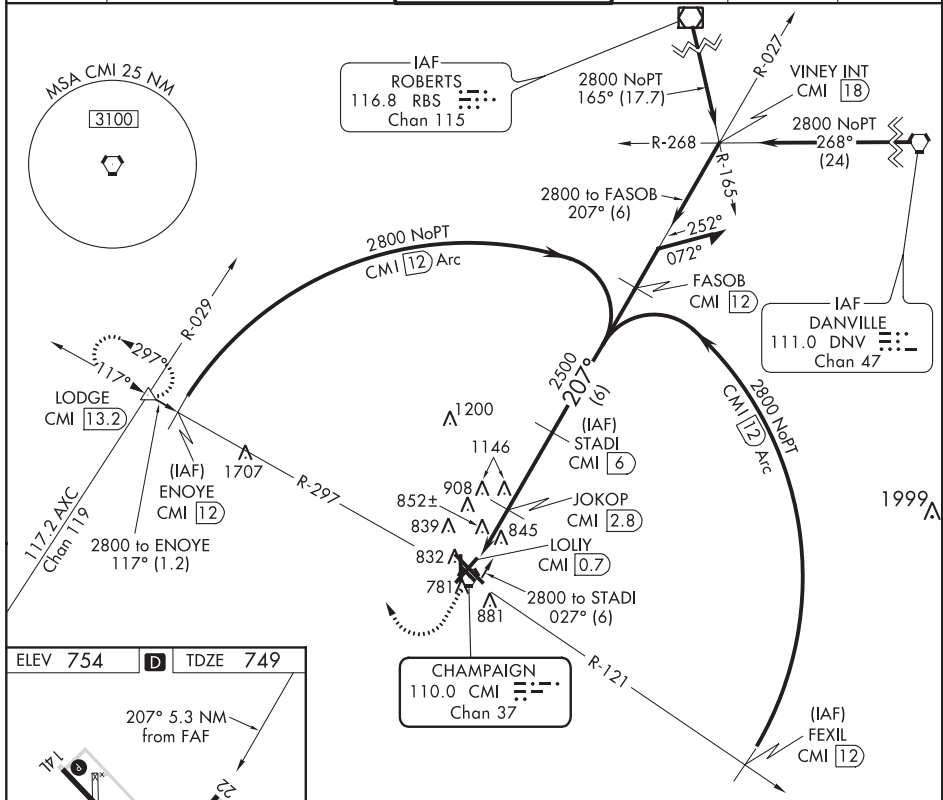 MSA CMI 25 NM
3100
IAF
ROBERTS
116.8 RBS
Chan 115
2800 NoPT
165° (17.7)
R-027
VINEY INT
CMI 18
R-268
2800 NoPT
268°
(24)
R-165
2800 to FASOB
207° (6)
252°
072°
FASOB
CMI 12
IAF
DANVILLE
111.0 DNV
Chan 47
2800 NoPT
CMI 12 Arc
R-029
297°
117°
LODGE
CMI 13.2
(IAF)
ENOYE
CMI 12
1707
R-297
117.2 AXC
Chan 119
2800 to ENOYE
117° (1.2)
2500
207°
(6)
2800 NoPT
CMI 12 Arc
1200
(IAF)
STADI
CMI 6
1146
908
852±
JOKOP
CMI 2.8
839
845
1999
832
LOLIY
CMI 0.7
781
2800 to STADI
027° (6)
881
R-121
CHAMPAIGN
110.0 CMI
Chan 37
(IAF)
FEXIL
CMI 12
ELEV 754
D
TDZE 749
207° 5.3 NM
from FAF
14L
P
22